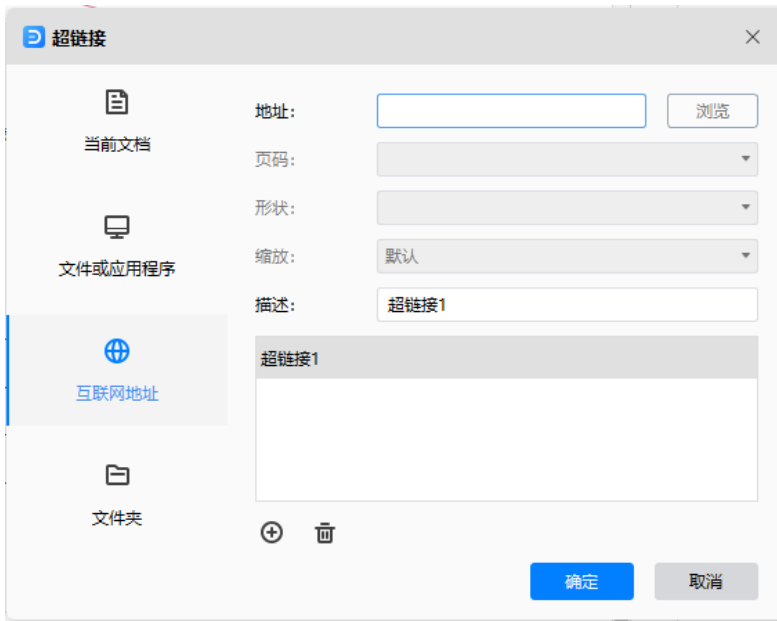 超链接
当前文档
文件或应用程序
互联网地址
文件夹
地址：
浏览
页码：
形状：
缩放：
默认
描述：
超链接1
超链接1
确定
取消